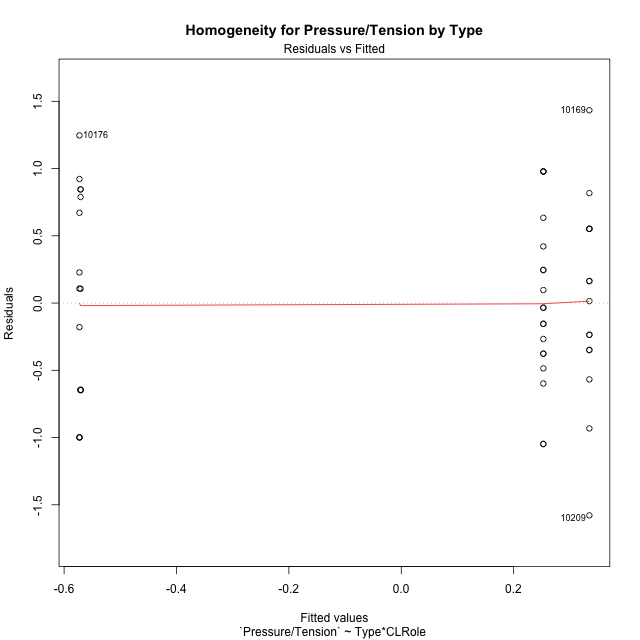 Homogeneity for Pressure/Tension by Type
Residuals vs Fitted
1.5
1.0
0.5
0.0
-0.5
-1.0
-1.5
Residuals
10176
10169
10209
-0.6 -0.4 -0.2 0.0 0.2
Fitted values
`Pressure/Tension` ~ Type*CLRole